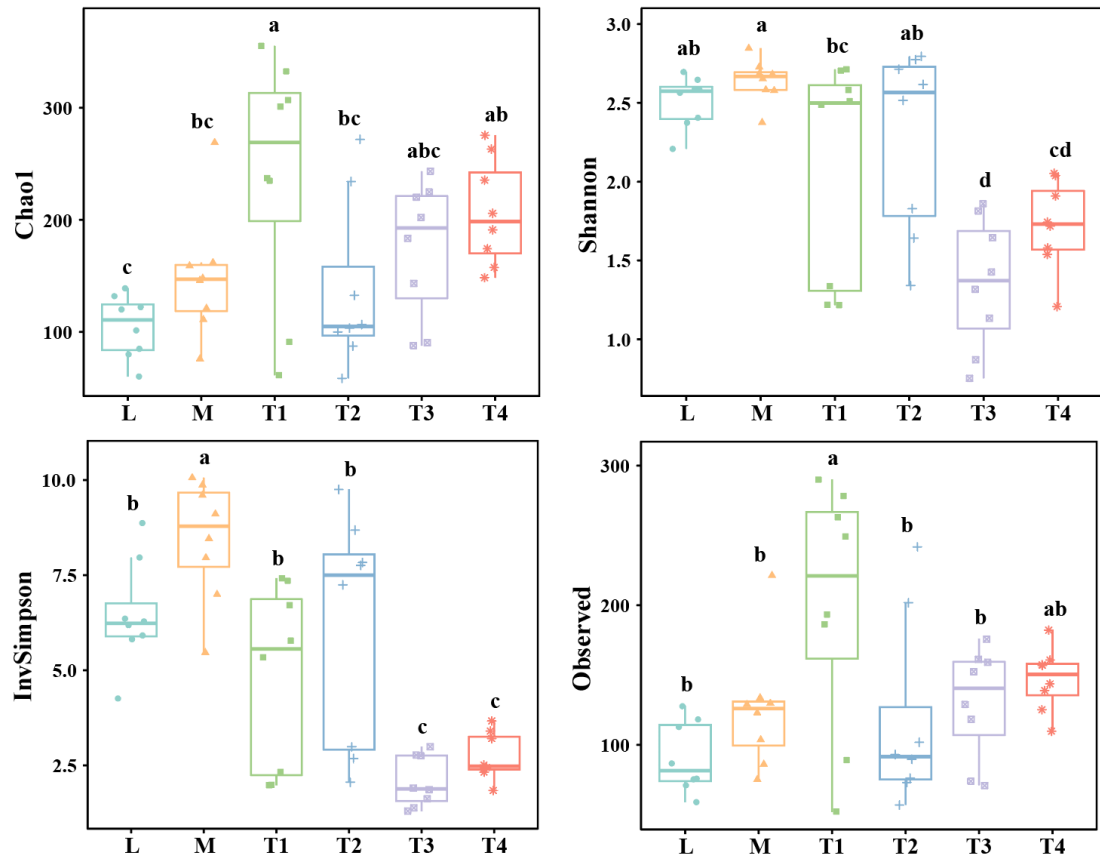 Chao1
300
200
100
a
bc
bc
abc
ab
c
L M T1 T2 T3 T4
Shannon
3.0
2.5
2.0
1.5
1.0
ab
a
bc
ab
d
cd
L M T1 T2 T3 T4
InvSimpson
10.0
7.5
5.0
2.5
b
a
b
b
c
c
L M T1 T2 T3 T4
Observed
300
200
100
b
b
a
b
b
ab
L M T1 T2 T3 T4